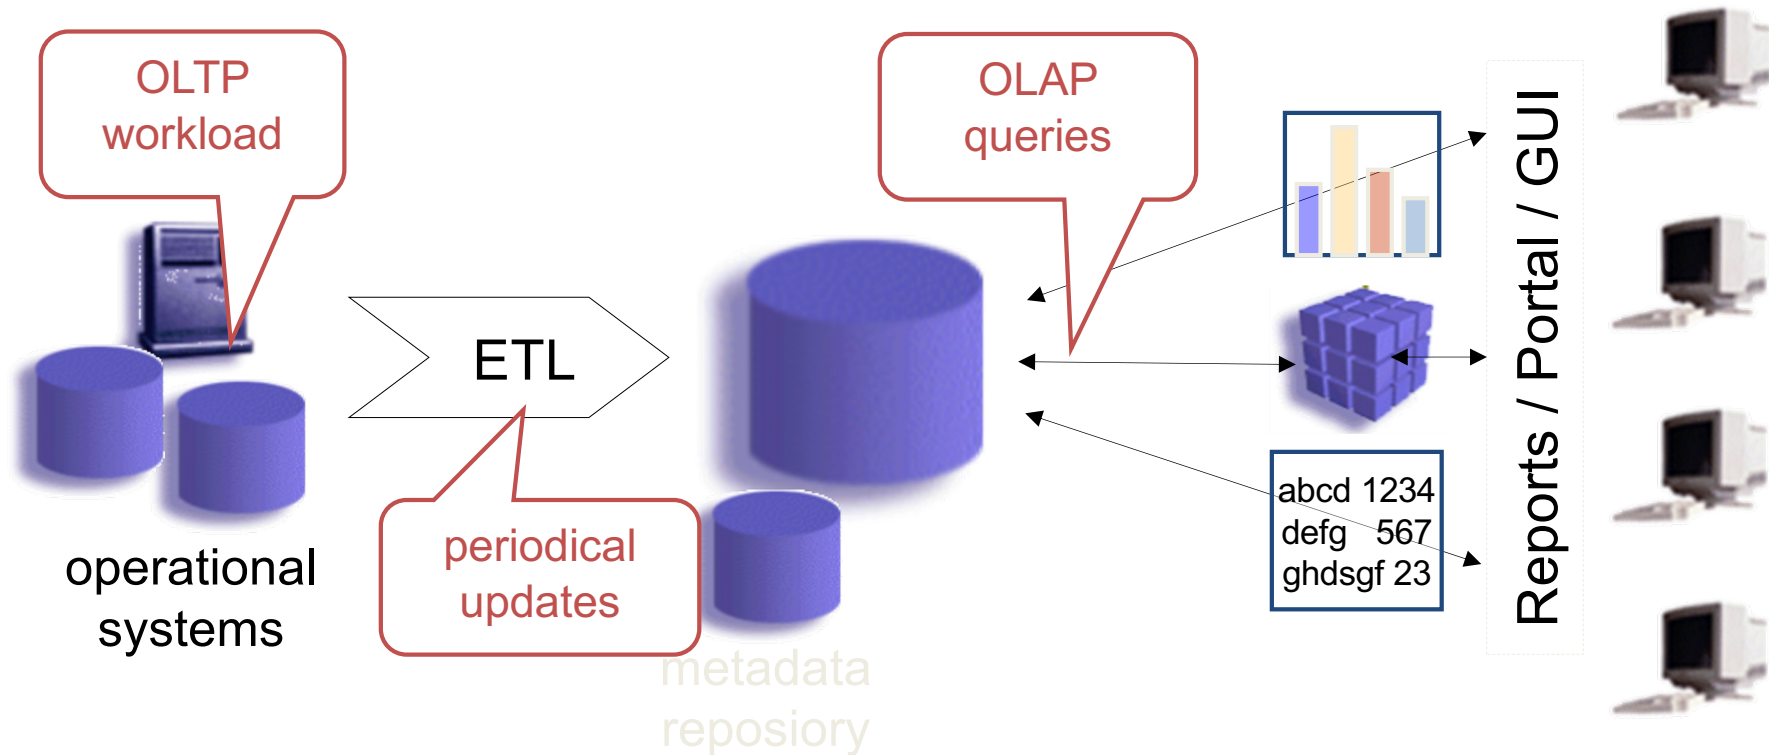 OLTP
workload
OLAP
queries
ETL
periodical
updates
operational
systems
metadata
reposiory
abcd 1234
defg 567
ghdsgf 23
Reports / Portal / GUI